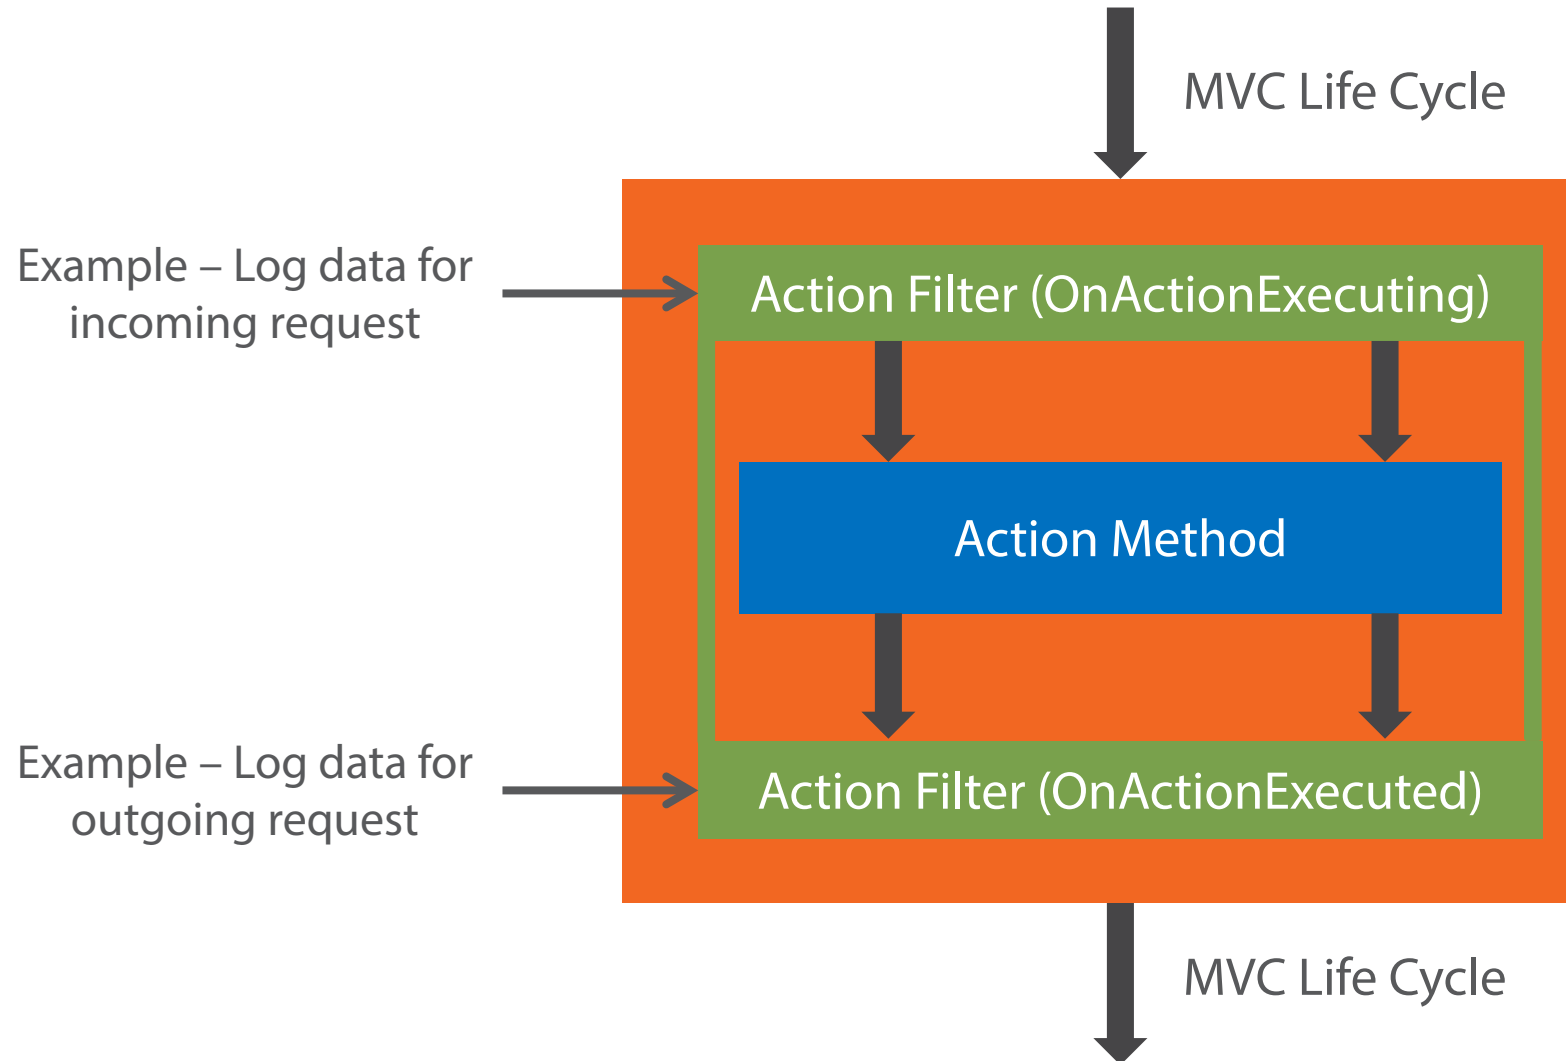 MVC Life Cycle
Example – Log data for
incoming request
Action Filter (OnActionExecuting)
Action Method
Example – Log data for
outgoing request
Action Filter (OnActionExecuted)
MVC Life Cycle